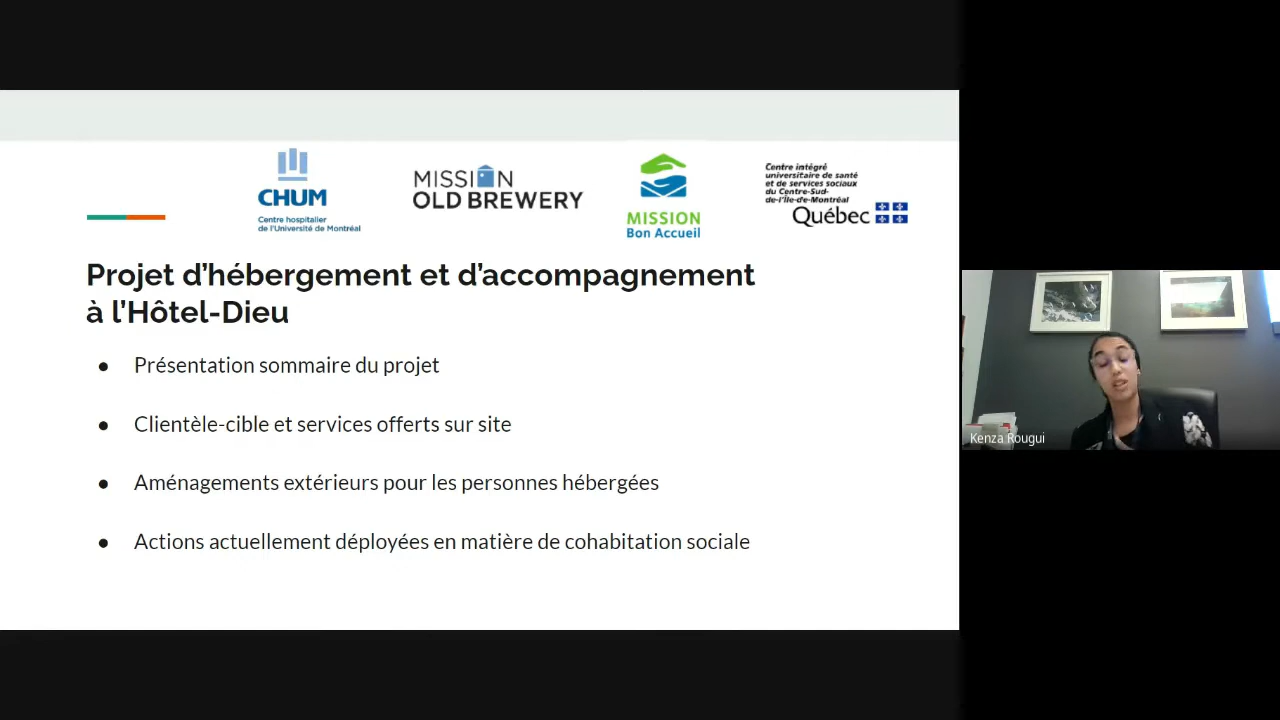 CHUM
Centre hospitalier
de l'Université de Montréal
MISSION
OLD BREWERY
MISSION
Bon Accueil
Centre intégré
universitaire de santé
et de services sociaux
du Centre-Sud-
de-l'Île-de-Montréal
Québec
Projet d'hébergement et d'accompagnement
à l'Hôtel-Dieu
● Présentation sommaire du projet
● Clientèle-cible et services offerts sur site
● Aménagements extérieurs pour les personnes hébergées
● Actions actuellement déployées en matière de cohabitation sociale
Kenza Rougui